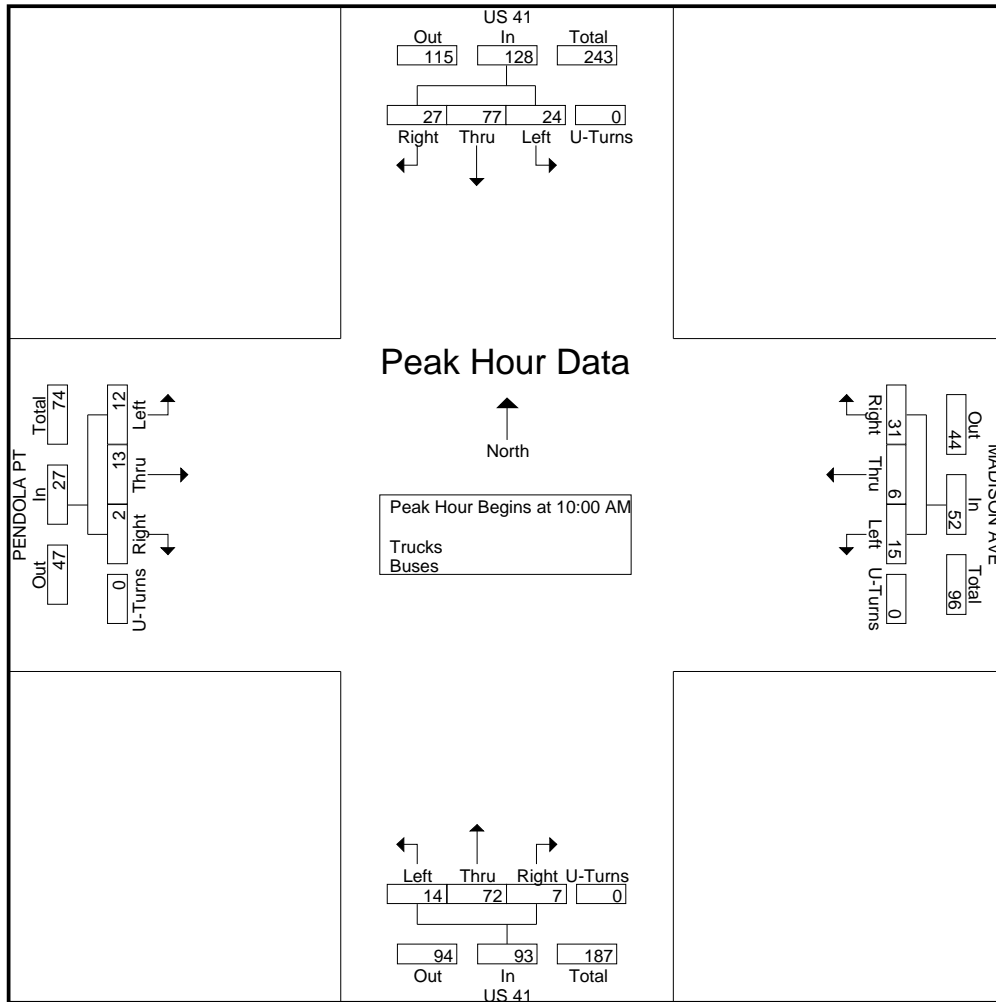 US 41
Out In Total
115 128 243
27 77 24 0
Right Thru Left U-Turns
Peak Hour Data
North
Peak Hour Begins at 10:00 AM
Trucks
Buses
PENDOLA PT
Total In Out
74 27 47
12 13 2 0
Left Thru Right U-Turns
MADISON AVE
Out In Total
44 52 96
31 6 15 0
Right Thru Left U-Turns
Left Thru Right U-Turns
14 72 7 0
94 93 187
Out In Total
US 41